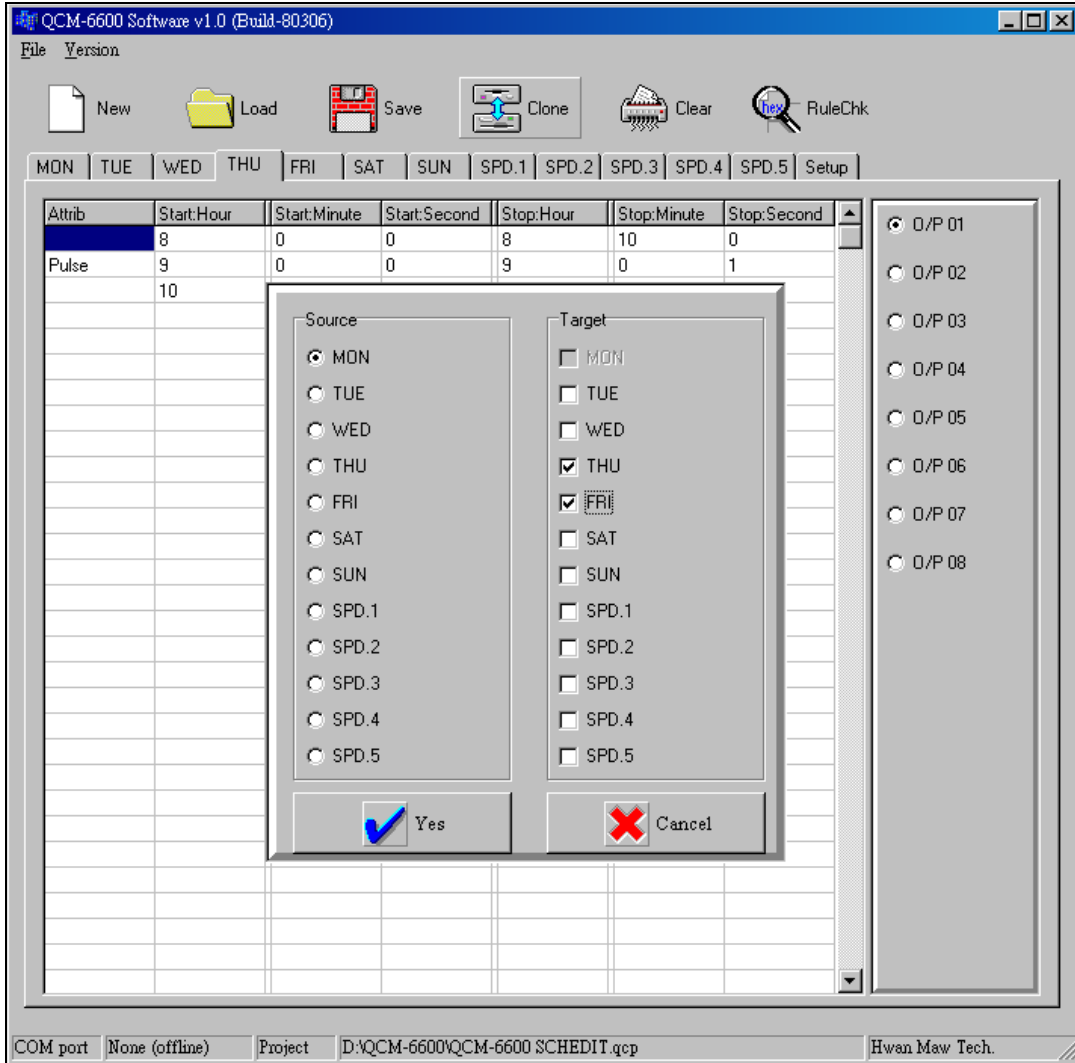 QCM-6600 Software v1.0 (Build-80306)
File Version
New Load Save Clone Clear hex RuleChk
MON TUE WED THU FRI SAT SUN SPD.1 SPD.2 SPD.3 SPD.4 SPD.5 Setup
Attrib Start:Hour Start:Minute Start:Second Stop:Hour Stop:Minute Stop:Second
8 0 0 8 10 0
Pulse 9 0 0 9 0 1
10
Source
MON
TUE
WED
THU
FRI
SAT
SUN
SPD.1
SPD.2
SPD.3
SPD.4
SPD.5
Target
MON
TUE
WED
THU
FRI
SAT
SUN
SPD.1
SPD.2
SPD.3
SPD.4
SPD.5
Yes Cancel
O/P 01
O/P 02
O/P 03
O/P 04
O/P 05
O/P 06
O/P 07
O/P 08
COM port None (offline) Project D:\QCM-6600\QCM-6600 SCHEDIT.qcp Hwan Maw Tech.